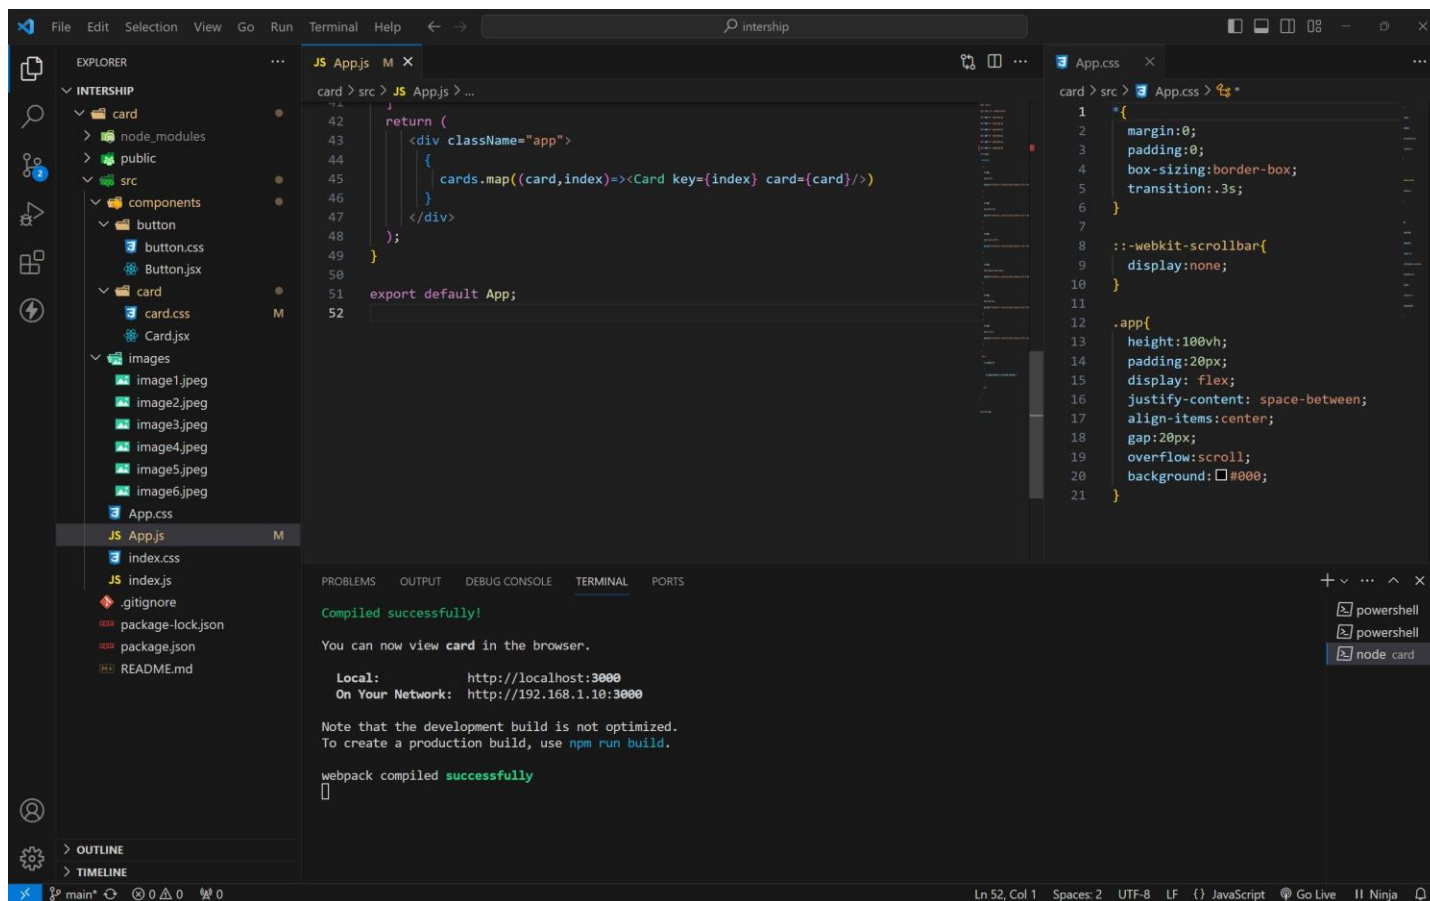 File Edit Selection View Go Run Terminal Help
intership
EXPLORER
INTERSHIP
card
node_modules
public
src
components
button
button.css
Button.jsx
card
card.css M
Card.jsx
images
image1.jpeg
image2.jpeg
image3.jpeg
image4.jpeg
image5.jpeg
image6.jpeg
App.css
JS App.js M
index.css
JS index.js
.gitignore
package-lock.json
package.json
README.md
OUTLINE
TIMELINE
JS App.js M
card > src > JS App.js > ...
41 ]
42 return (
43 <div className="app">
44 {
45 cards.map((card,index)=><Card key={index} card={card}/>)
46 }
47 </div>
48 );
49 }
50
51 export default App;
52
App.css
card > src > App.css > *
1 *{
2 margin:0;
3 padding:0;
4 box-sizing:border-box;
5 transition:.3s;
6 }
7
8 ::-webkit-scrollbar{
9 display:none;
10 }
11
12 .app{
13 height:100vh;
14 padding:20px;
15 display: flex;
16 justify-content: space-between;
17 align-items:center;
18 gap:20px;
19 overflow:scroll;
20 background:#000;
21 }
PROBLEMS OUTPUT DEBUG CONSOLE TERMINAL PORTS
Compiled successfully!
You can now view card in the browser.
Local: http://localhost:3000
On Your Network: http://192.168.1.10:3000
Note that the development build is not optimized.
To create a production build, use npm run build.
webpack compiled successfully
powershell
powershell
node card
main* 0 0 0
Ln 52, Col 1 Spaces: 2 UTF-8 LF {} JavaScript Go Live Ninja